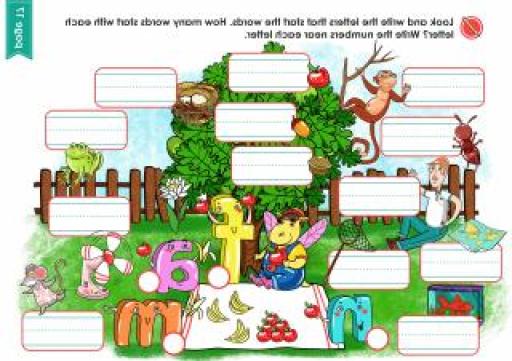 Look and write the letters that start the words. How many words start with each
letter? Write the numbers near each letter.
page 17
t
a
n
m